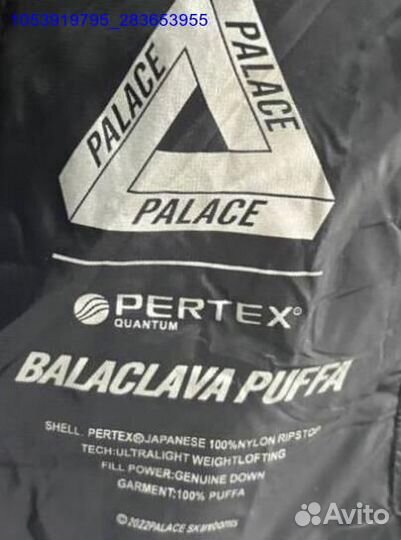 1053919795_283653955
PALACE
PALACE
PALACE
PERTEX®
QUANTUM
BALACLAVA PUFFA
SHELL. PERTEX®JAPANESE 100%NYLON RIPSTOP
TECH:ULTRALIGHT WEIGHTLOFTING
FILL POWER:GENUINE DOWN
GARMENT:100% PUFFA
©2022PALACE
Avito